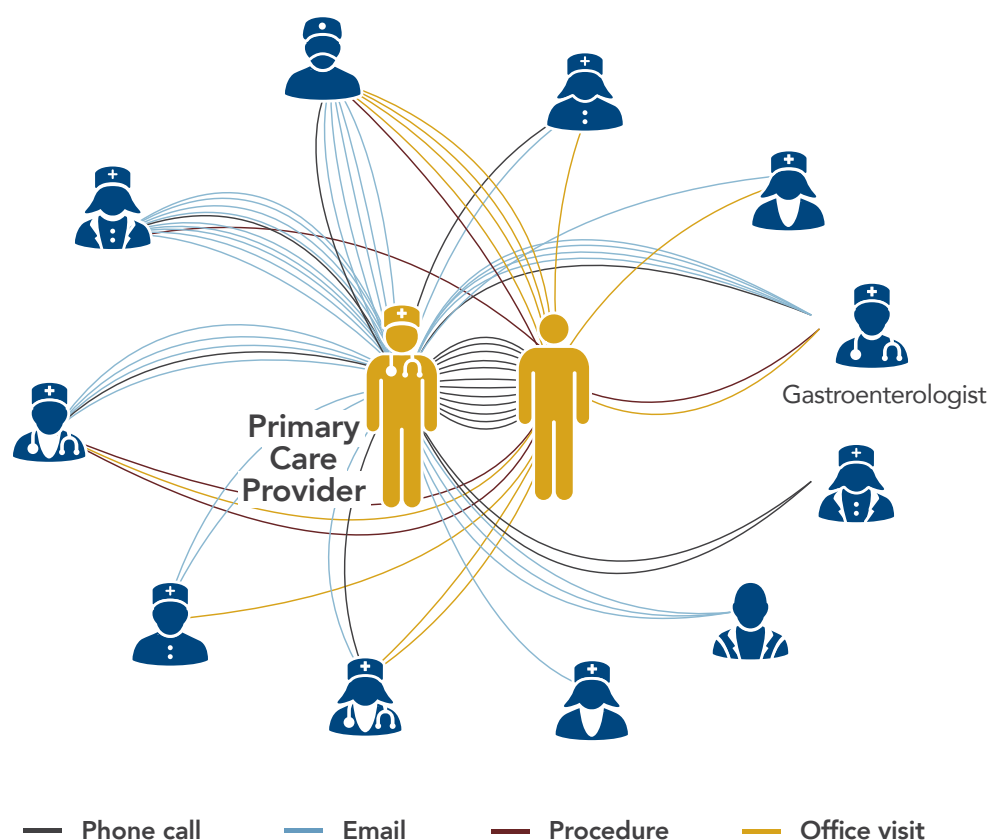 Gastroenterologist
Primary
Care
Provider
Phone call
Email
Procedure
Office visit